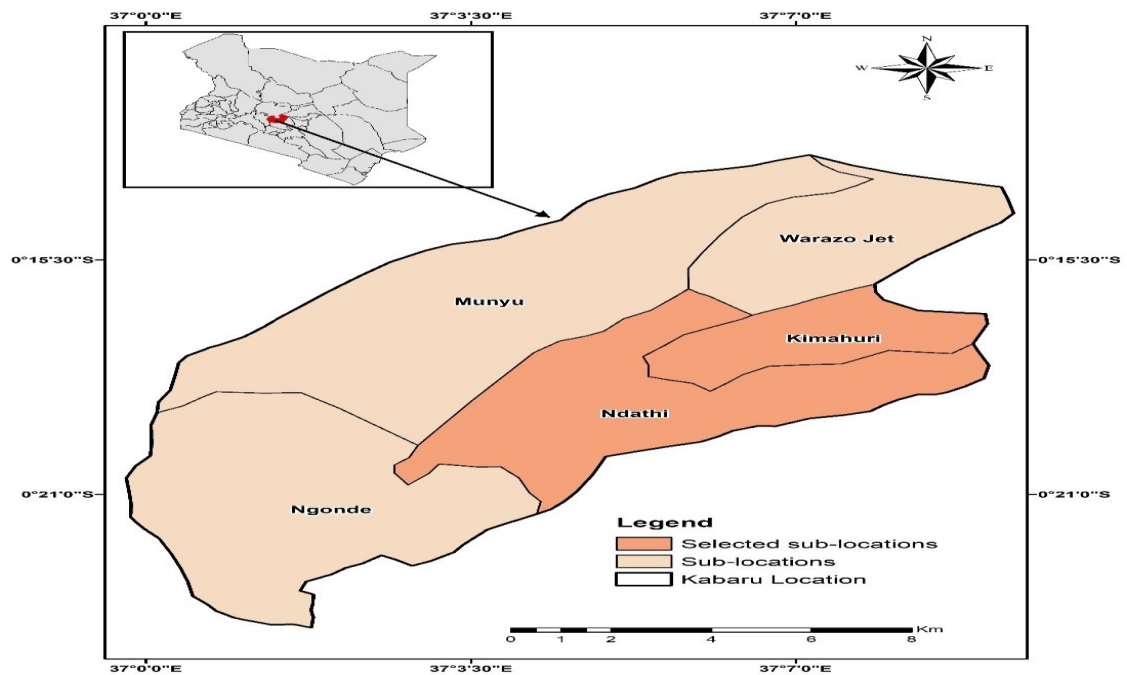 37°0'0"E 37°3'30"E 37°7'0"E
N
W E
S
Warazo Jet
0°15'30"S 0°15'30"S
Munyu
Kimahuri
Ndathi
0°21'0"S 0°21'0"S
Ngonde
Legend
Selected sub-locations
Sub-locations
Kabaru Location
Km
0 1 2 4 6 8
37°0'0"E 37°3'30"E 37°7'0"E